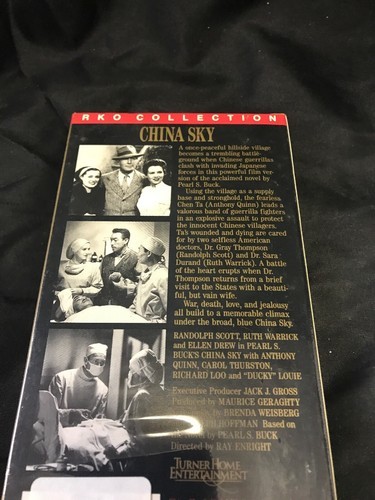 RKO COLLECTION
CHINA SKY
A once-peaceful hillside village
becomes a trembling battle-
ground when Chinese guerrillas
clash with invading Japanese
forces in this powerful film ver-
sion of the acclaimed novel by
Pearl S. Buck.
Using the village as a supply
base and stronghold, the fearless
Chen Ta (Anthony Quinn) leads a
valorous band of guerrilla fighters
in an explosive assault to protect
the innocent Chinese villagers.
Ta's wounded and dying are cared
for by two selfless American
doctors, Dr. Gray Thompson
(Randolph Scott) and Dr. Sara
Durand (Ruth Warrick). A battle
of the heart erupts when Dr.
Thompson returns from a brief
visit to the States with a beauti-
ful, but vain wife.
War, death, love, and jealousy
all build to a memorable climax
under the broad, blue China Sky.
RANDOLPH SCOTT, RUTH WARRICK
and ELLEN DREW in PEARL S.
BUCK'S CHINA SKY with ANTHONY
QUINN, CAROL THURSTON,
RICHARD LOO and "DUCKY" LOUIE
Executive Producer JACK J. GROSS
Produced by MAURICE GERAGHTY
BRENDA WEISBERG
HOFFMAN Based on
by PEARL S. BUCK
Directed by RAY ENRIGHT
TURNER HOME
ENTERTAINMENT